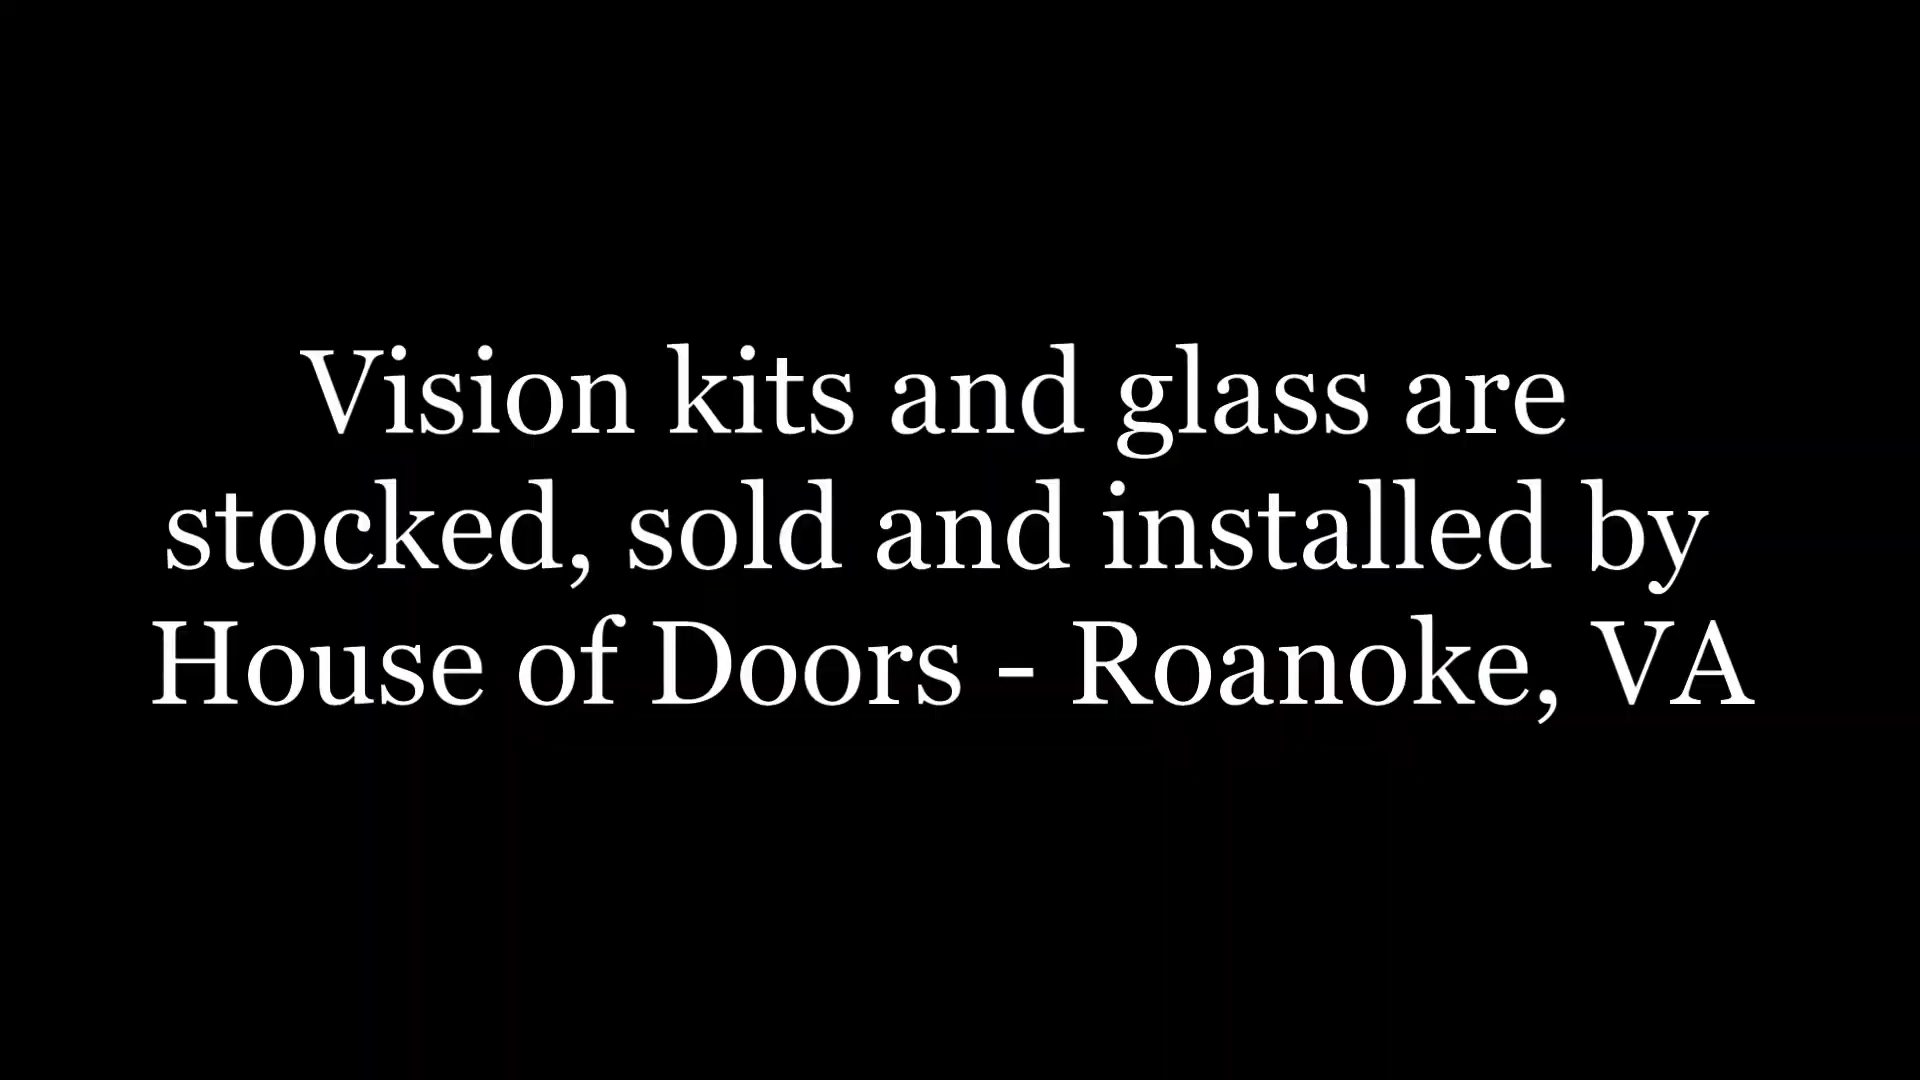 Vision kits and glass are
stocked, sold and installed by
House of Doors - Roanoke, VA